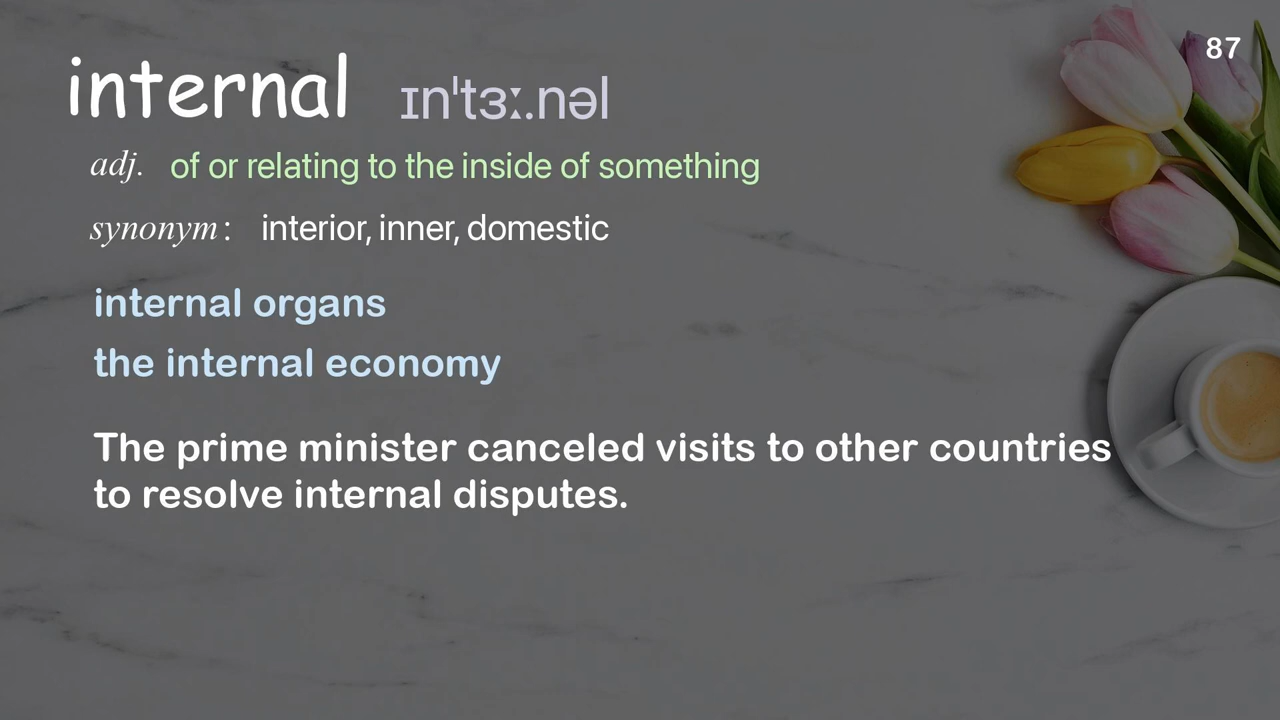 87
internal ɪnˈtɜː.nəl
adj. of or relating to the inside of something
synonym: interior, inner, domestic
internal organs
the internal economy
The prime minister canceled visits to other countries
to resolve internal disputes.